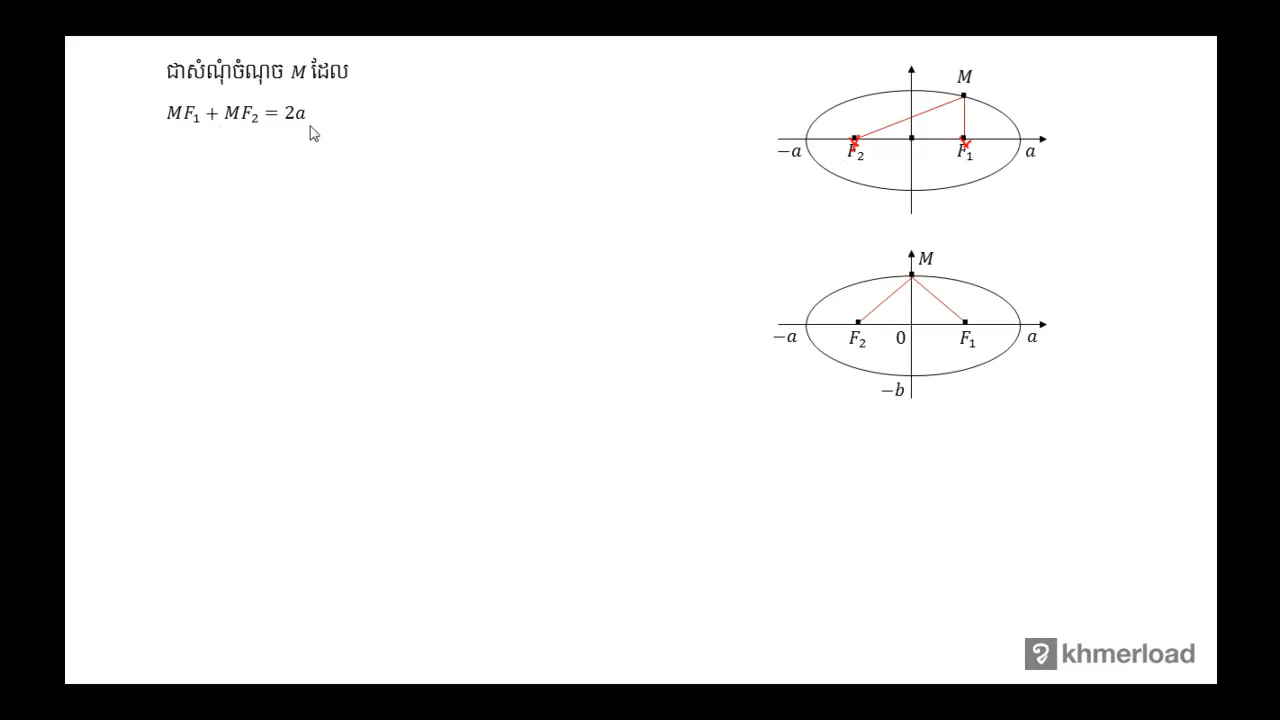 ជាសំណុំចំណុច M ដែល
MF₁ + MF₂ = 2a
M
−a
F₂
F₁
a
M
−a
F₂
0
F₁
a
−b
khmerload